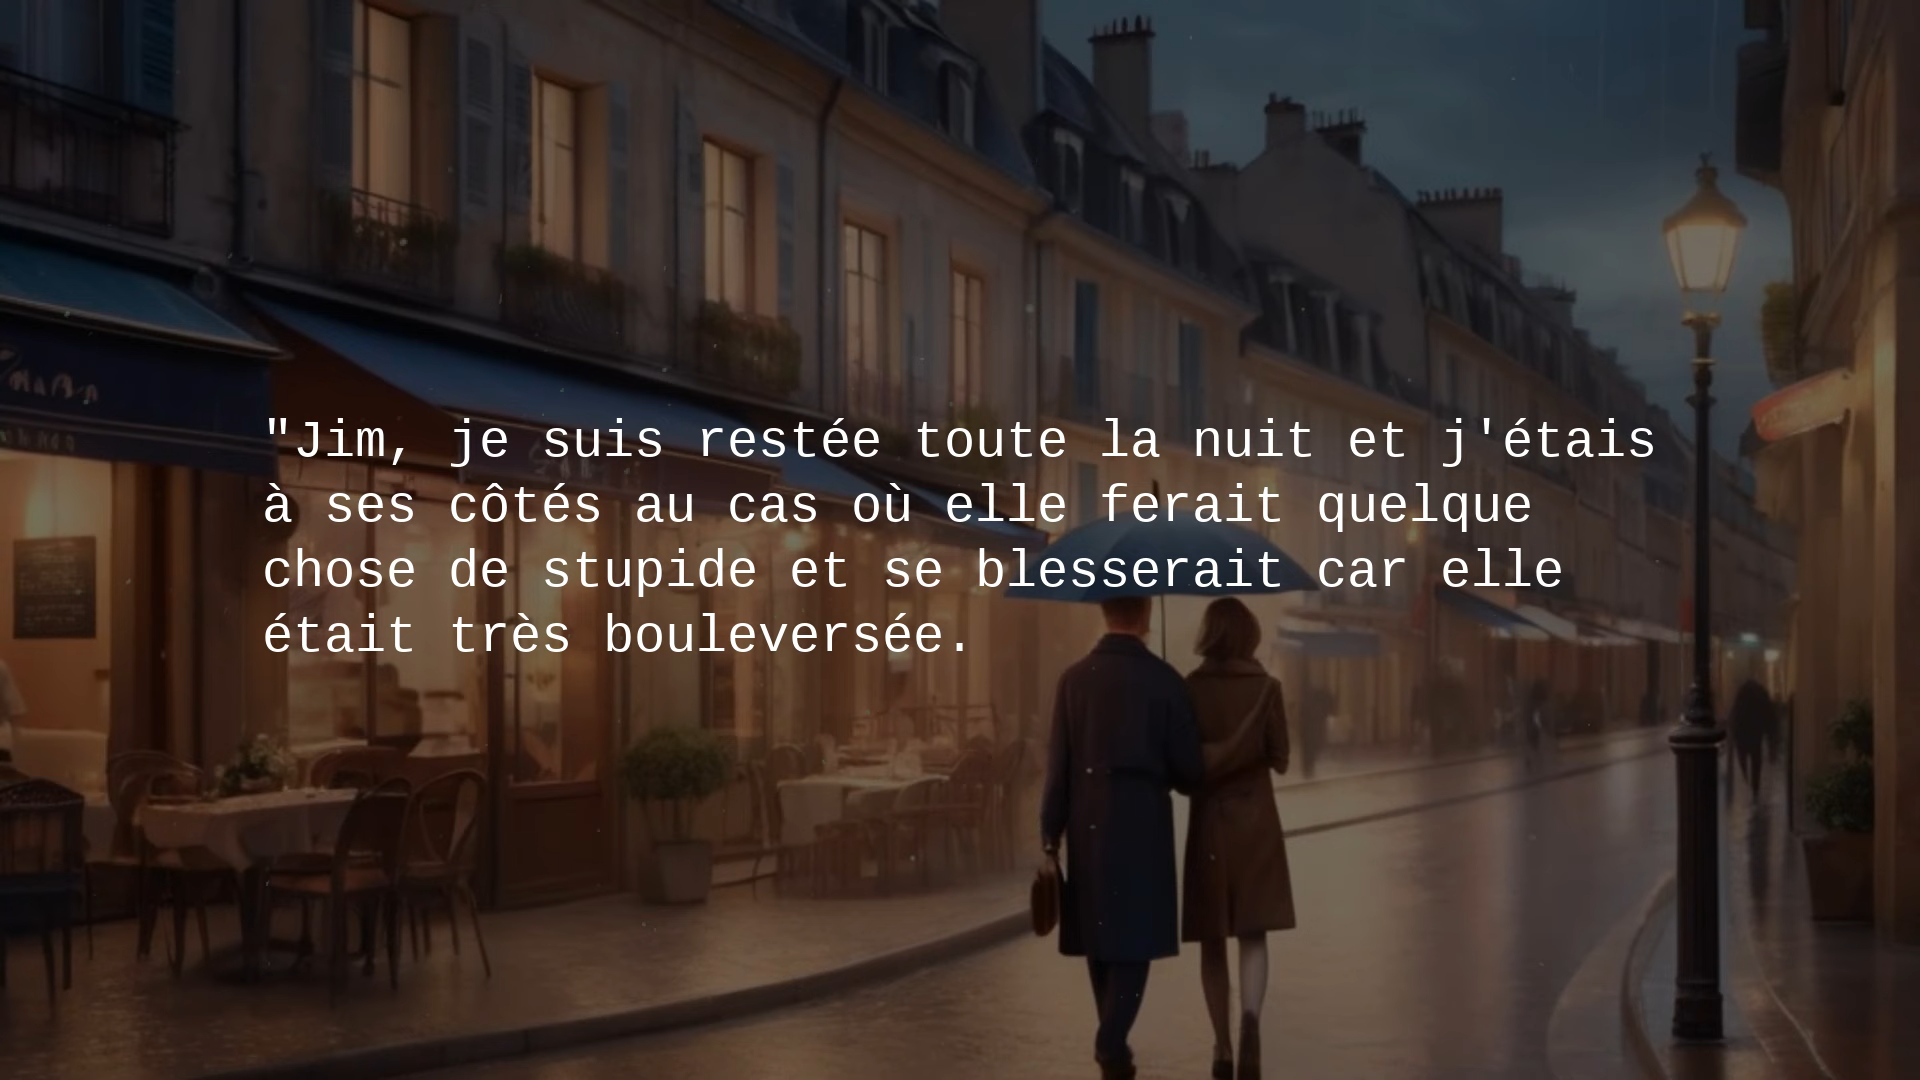 "Jim, je suis restée toute la nuit et j'étais
à ses côtés au cas où elle ferait quelque
chose de stupide et se blesserait car elle
était très bouleversée.